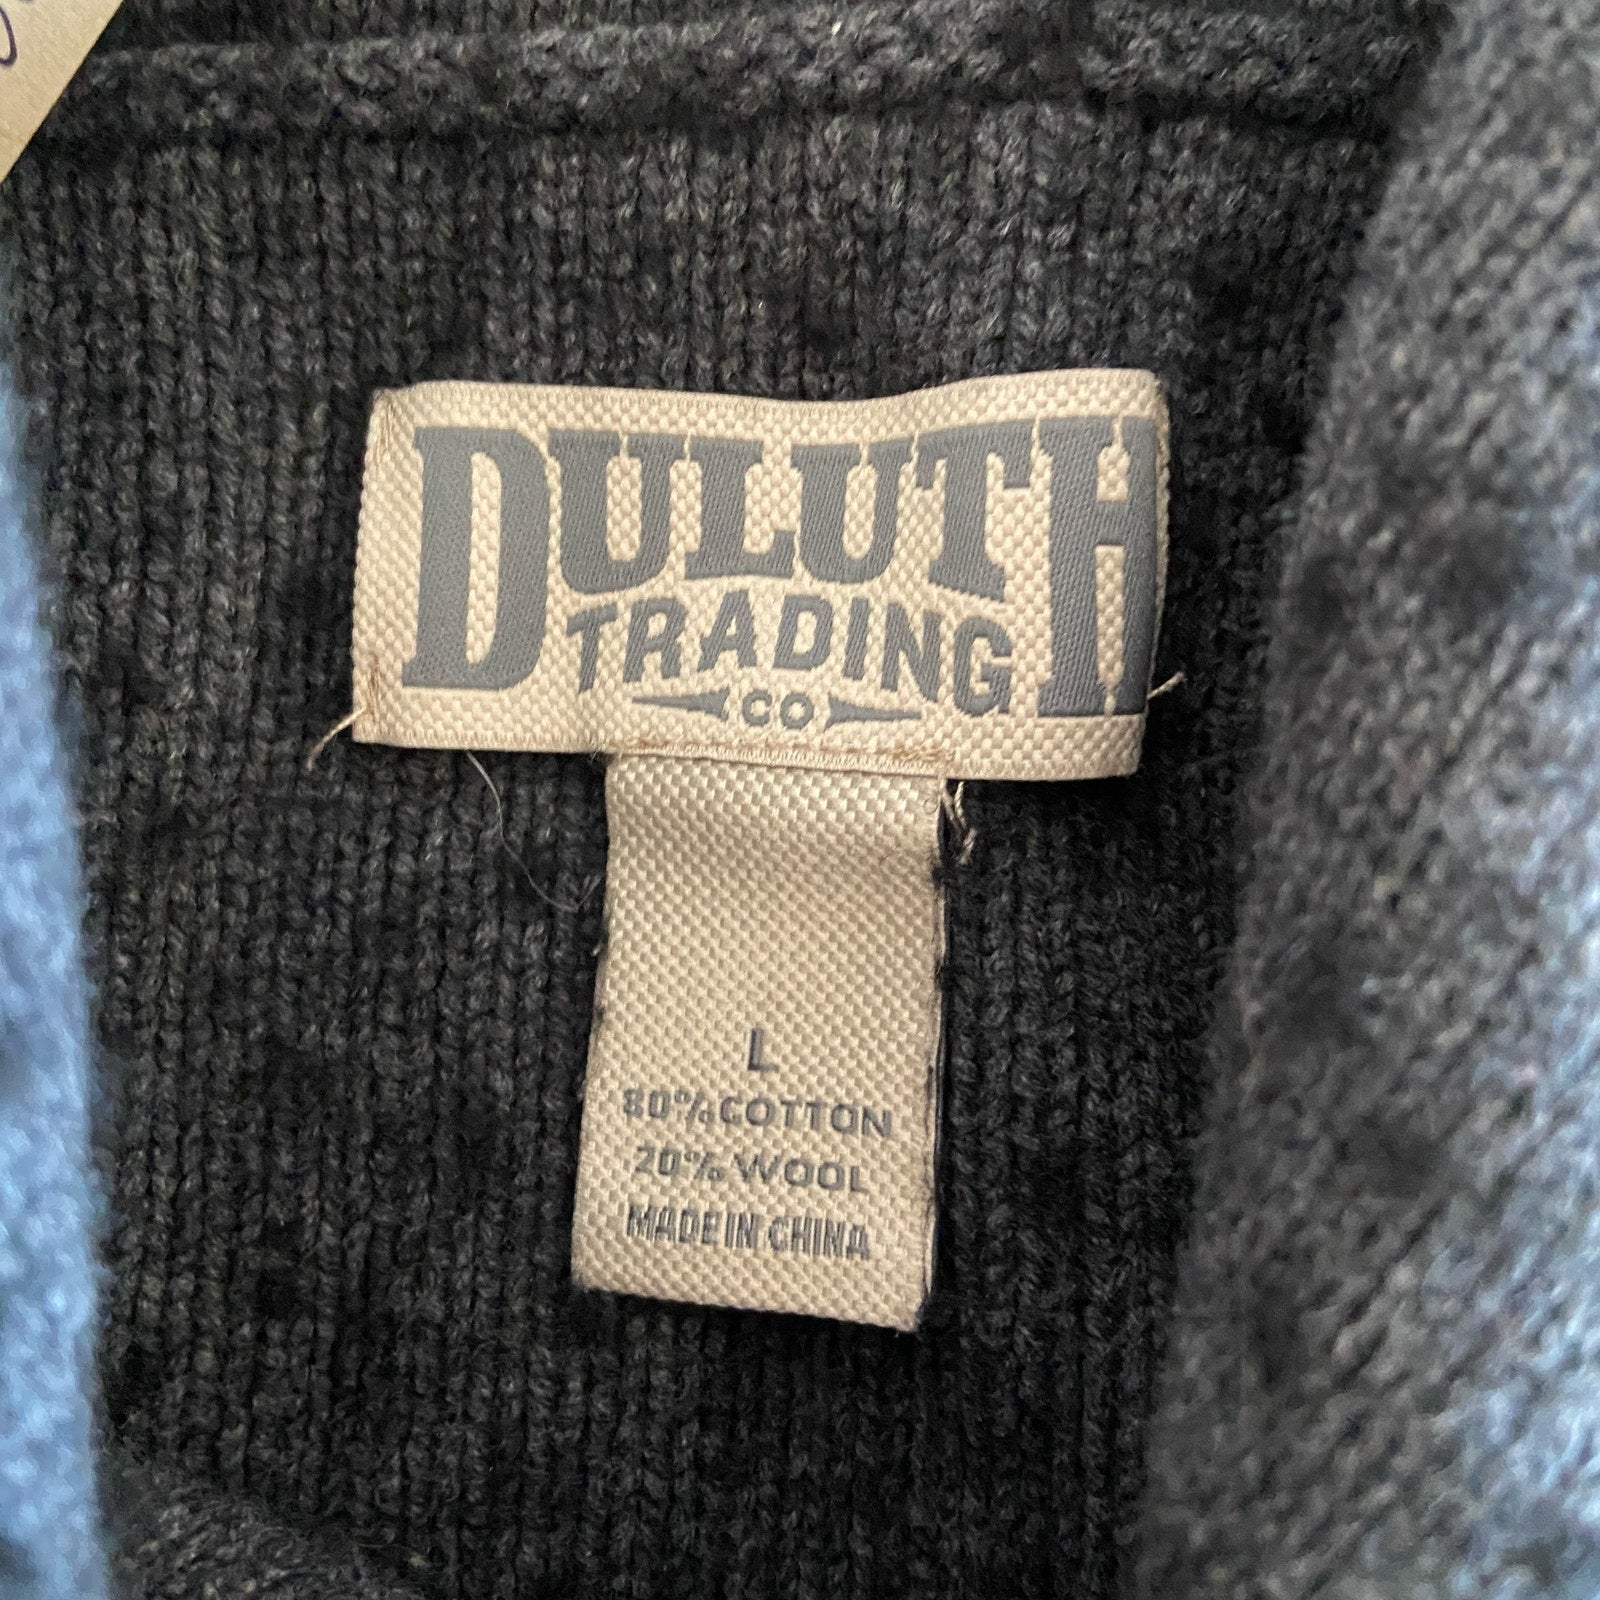 DULUTH
TRADING
CO
L
80% COTTON
20% WOOL
MADE IN CHINA